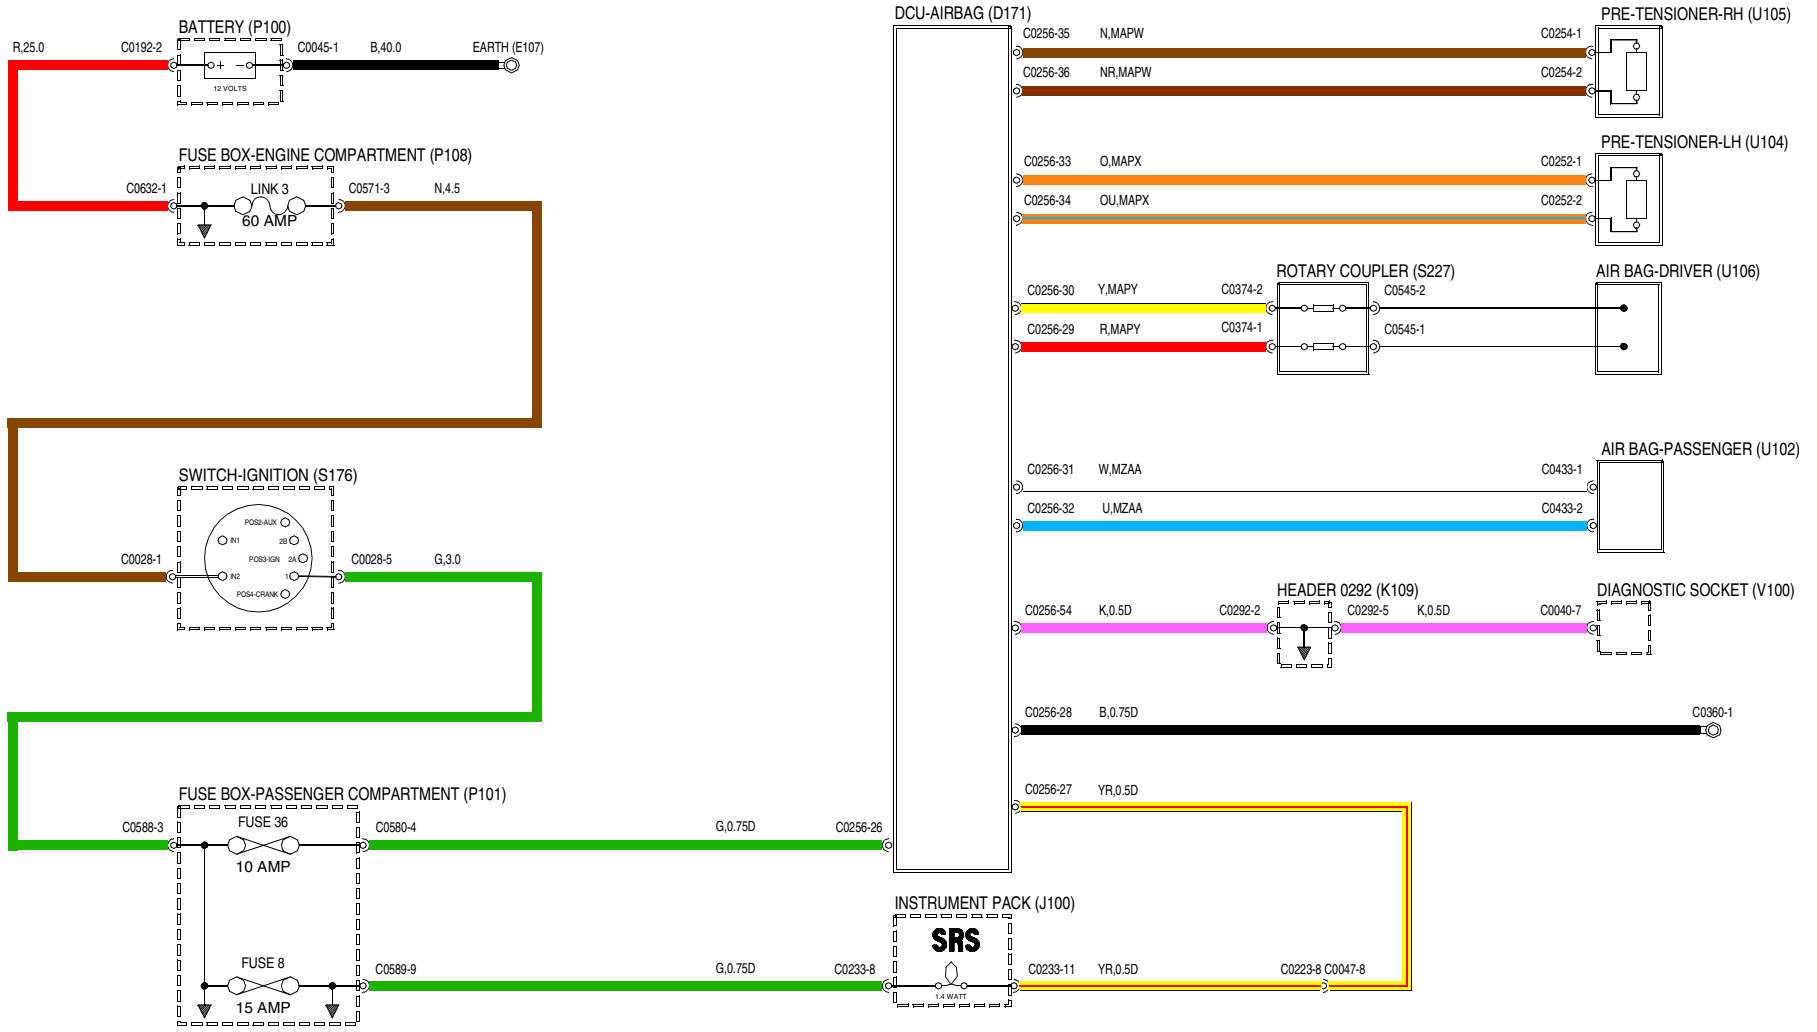 BATTERY (P100)
R,25.0
C0192-2
C0045-1
B,40.0
EARTH (E107)
+ −
12 VOLTS
FUSE BOX-ENGINE COMPARTMENT (P108)
C0632-1
LINK 3
60 AMP
C0571-3
N,4.5
SWITCH-IGNITION (S176)
POS2-AUX
IN1
2B
POS3-IGN
2A
C0028-1
IN2
1
POS4-CRANK
C0028-5
G,3.0
FUSE BOX-PASSENGER COMPARTMENT (P101)
C0588-3
FUSE 36
10 AMP
C0580-4
G,0.75D
C0256-26
FUSE 8
15 AMP
C0589-9
G,0.75D
C0233-8
DCU-AIRBAG (D171)
C0256-35
N,MAPW
C0254-1
PRE-TENSIONER-RH (U105)
C0256-36
NR,MAPW
C0254-2
PRE-TENSIONER-LH (U104)
C0256-33
O,MAPX
C0252-1
C0256-34
OU,MAPX
C0252-2
ROTARY COUPLER (S227)
AIR BAG-DRIVER (U106)
C0256-30
Y,MAPY
C0374-2
C0545-2
C0256-29
R,MAPY
C0374-1
C0545-1
AIR BAG-PASSENGER (U102)
C0256-31
W,MZAA
C0433-1
C0256-32
U,MZAA
C0433-2
HEADER 0292 (K109)
DIAGNOSTIC SOCKET (V100)
C0256-54
K,0.5D
C0292-2
C0292-5
K,0.5D
C0040-7
C0256-28
B,0.75D
C0360-1
C0256-27
YR,0.5D
INSTRUMENT PACK (J100)
SRS
1.4 WATT
C0233-11
YR,0.5D
C0223-8 C0047-8